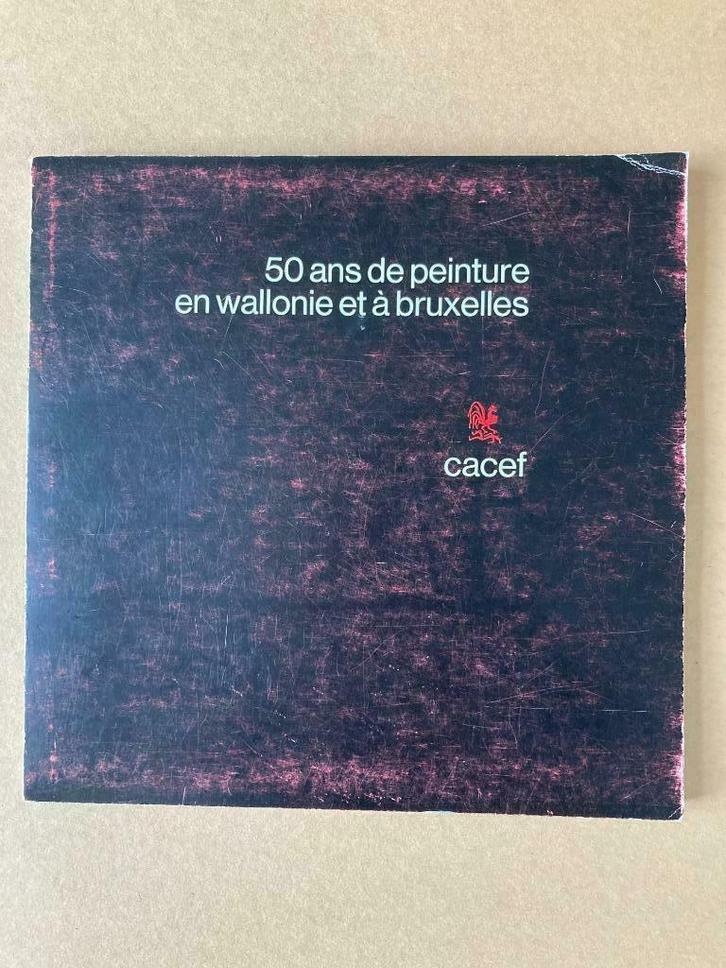 50 ans de peinture
en wallonie et à bruxelles
cacef